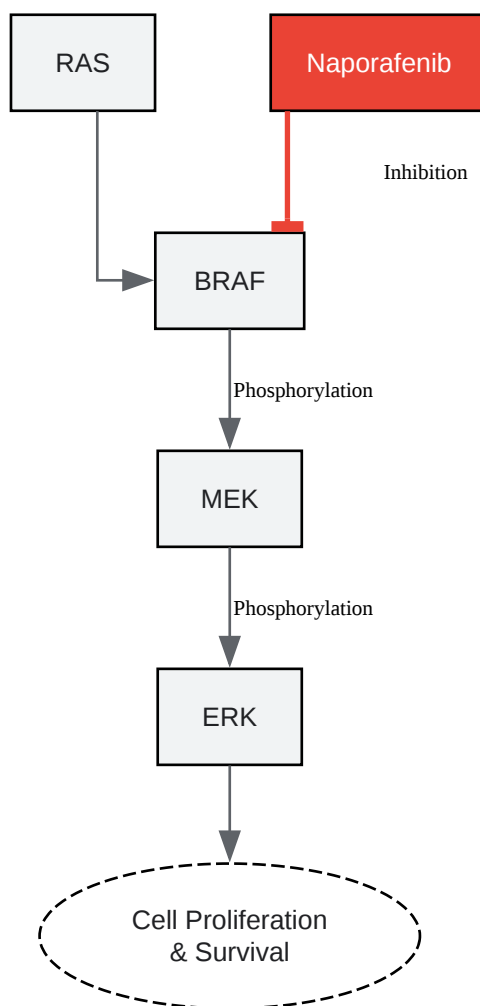 RAS
Naporafenib
Inhibition
BRAF
Phosphorylation
MEK
Phosphorylation
ERK
Cell Proliferation
& Survival